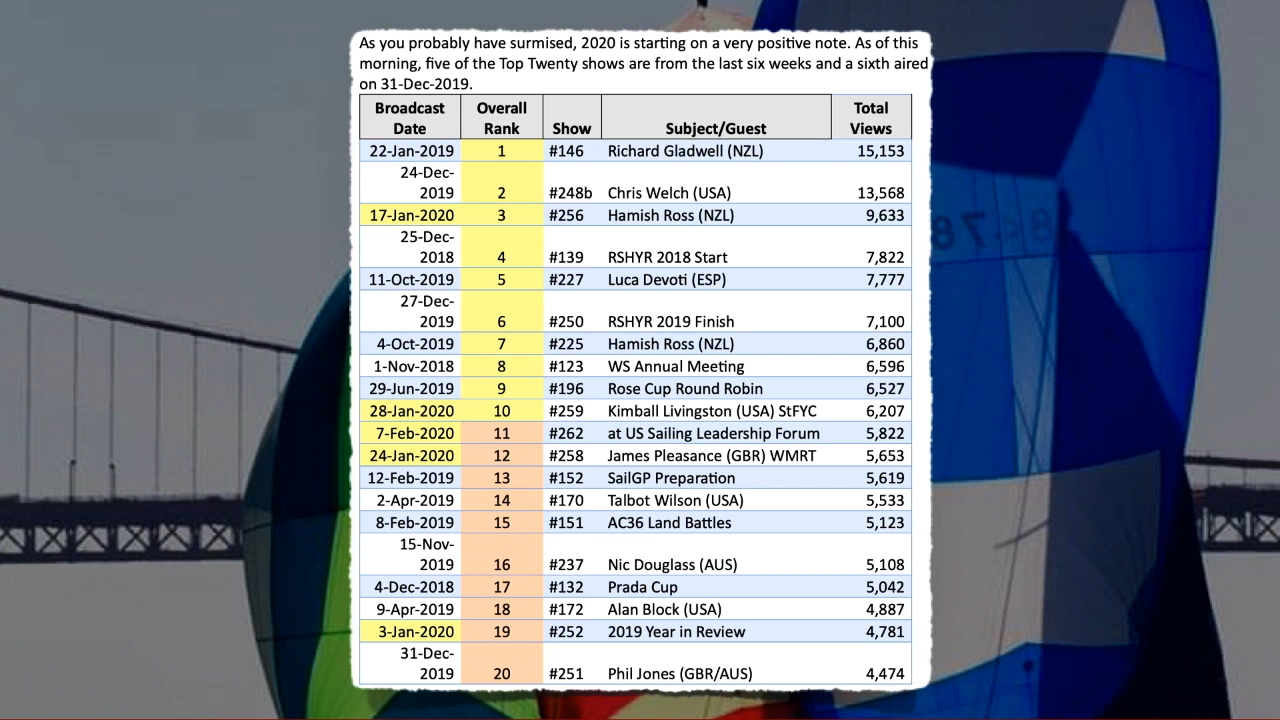 As you probably have surmised, 2020 is starting on a very positive note. As of this
morning, five of the Top Twenty shows are from the last six weeks and a sixth aired
on 31-Dec-2019.
Broadcast Date Overall Rank Show Subject/Guest Total Views
22-Jan-2019 1 #146 Richard Gladwell (NZL) 15,153
24-Dec-2019 2 #248b Chris Welch (USA) 13,568
17-Jan-2020 3 #256 Hamish Ross (NZL) 9,633
25-Dec-2018 4 #139 RSHYR 2018 Start 7,822
11-Oct-2019 5 #227 Luca Devoti (ESP) 7,777
27-Dec-2019 6 #250 RSHYR 2019 Finish 7,100
4-Oct-2019 7 #225 Hamish Ross (NZL) 6,860
1-Nov-2018 8 #123 WS Annual Meeting 6,596
29-Jun-2019 9 #196 Rose Cup Round Robin 6,527
28-Jan-2020 10 #259 Kimball Livingston (USA) StFYC 6,207
7-Feb-2020 11 #262 at US Sailing Leadership Forum 5,822
24-Jan-2020 12 #258 James Pleasance (GBR) WMRT 5,653
12-Feb-2019 13 #152 SailGP Preparation 5,619
2-Apr-2019 14 #170 Talbot Wilson (USA) 5,533
8-Feb-2019 15 #151 AC36 Land Battles 5,123
15-Nov-2019 16 #237 Nic Douglass (AUS) 5,108
4-Dec-2018 17 #132 Prada Cup 5,042
9-Apr-2019 18 #172 Alan Block (USA) 4,887
3-Jan-2020 19 #252 2019 Year in Review 4,781
31-Dec-2019 20 #251 Phil Jones (GBR/AUS) 4,474